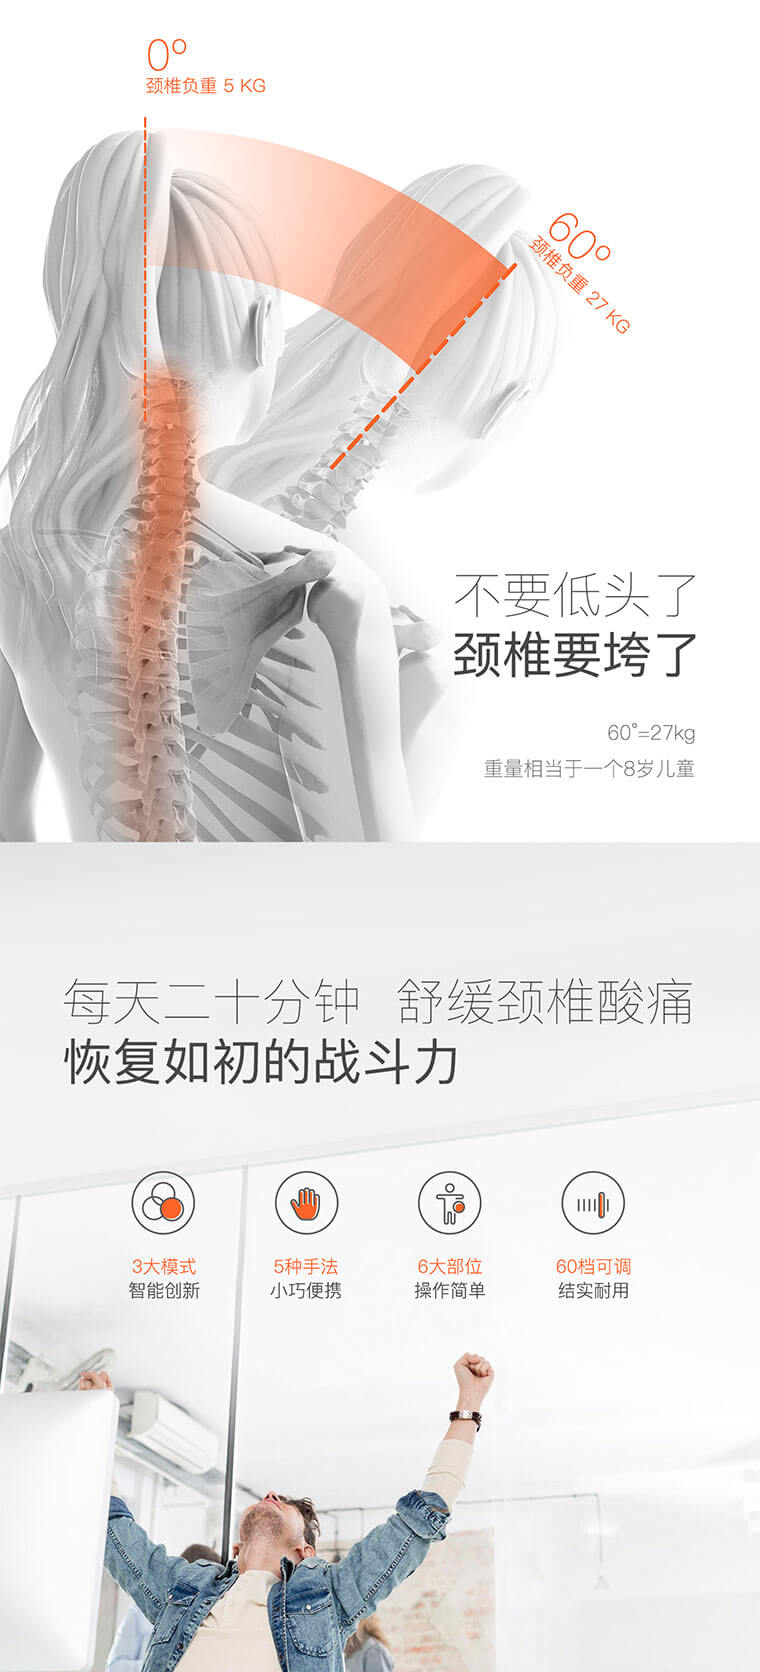 0°
颈椎负重 5 KG
60°
颈椎负重 27 KG
不要低头了
颈椎要垮了
60°=27kg
重量相当于一个8岁儿童
每天二十分钟 舒缓颈椎酸痛
恢复如初的战斗力
3大模式
智能创新
5种手法
小巧便携
6大部位
操作简单
60档可调
结实耐用